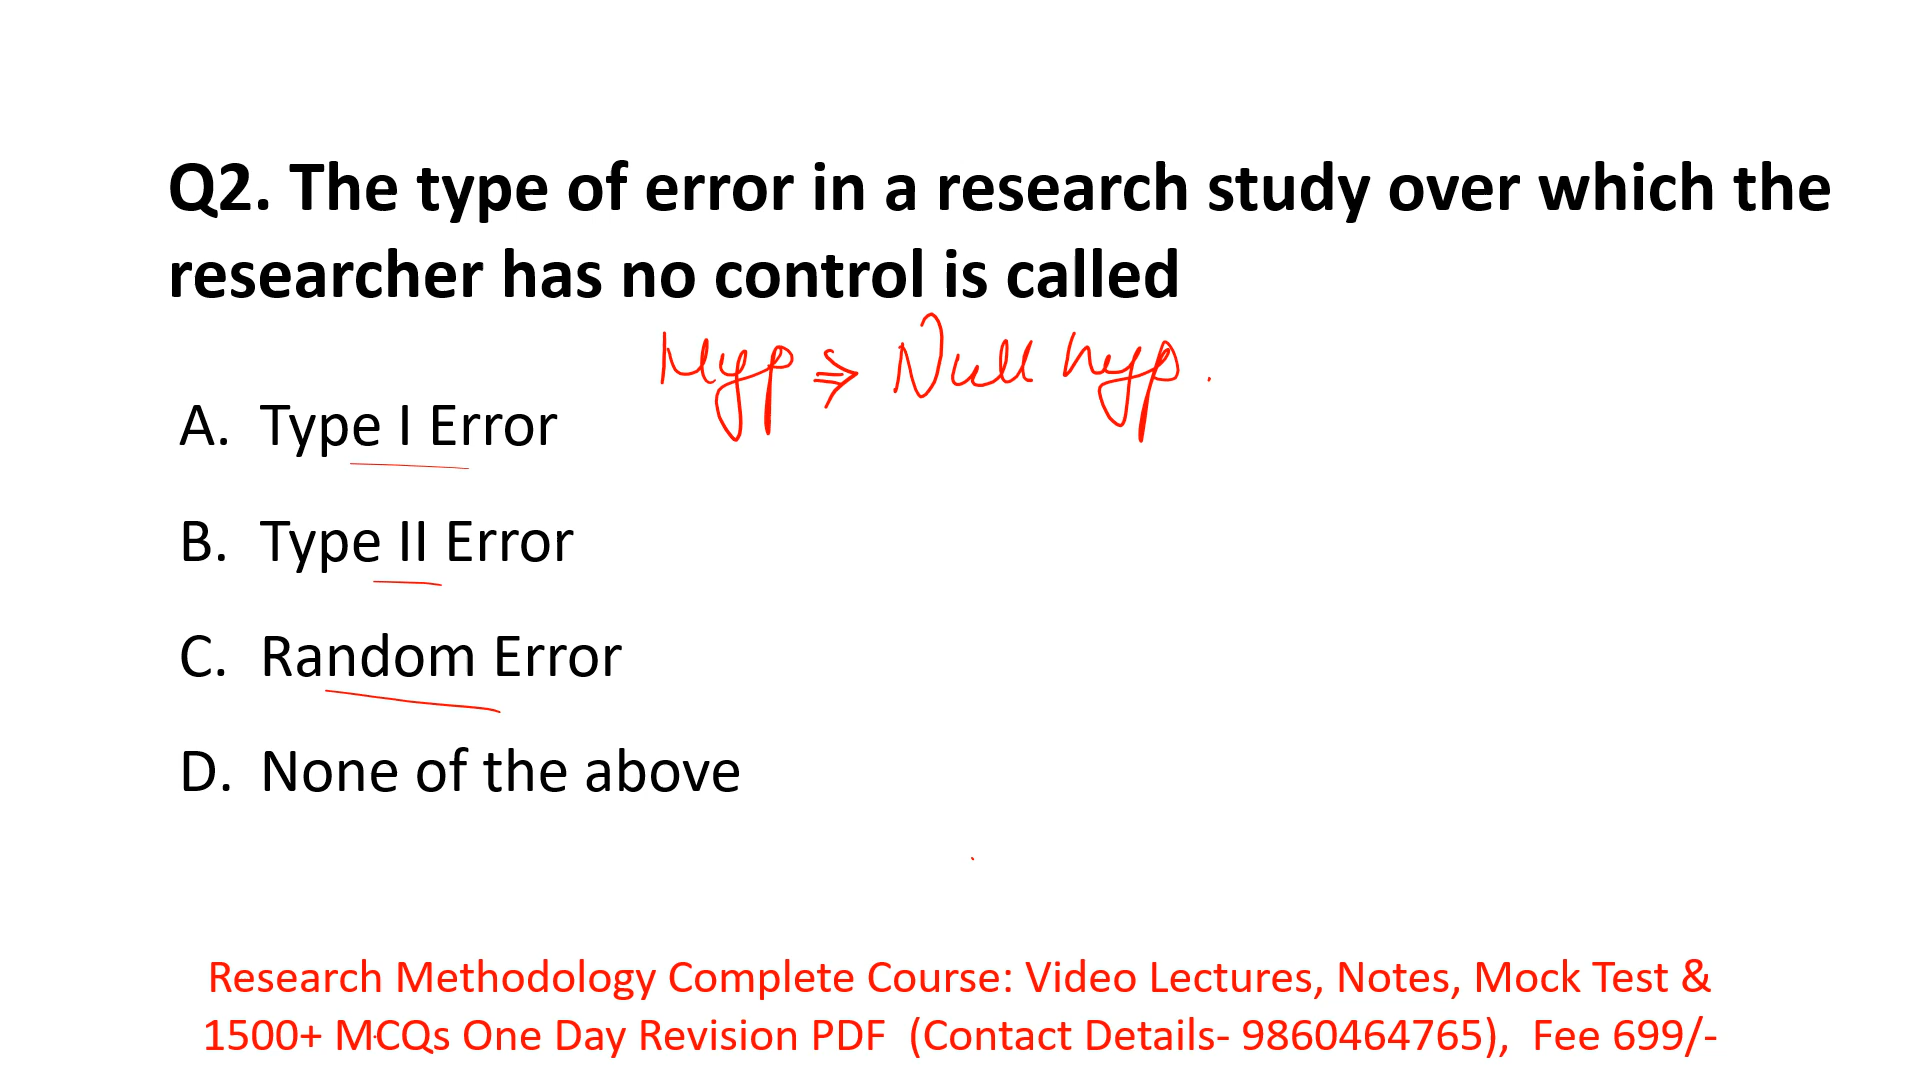 Q2. The type of error in a research study over which the
researcher has no control is called
Hyp ⇒ Null hyp.
A. Type I Error
B. Type II Error
C. Random Error
D. None of the above
Research Methodology Complete Course: Video Lectures, Notes, Mock Test &
1500+ MCQs One Day Revision PDF (Contact Details- 9860464765), Fee 699/-